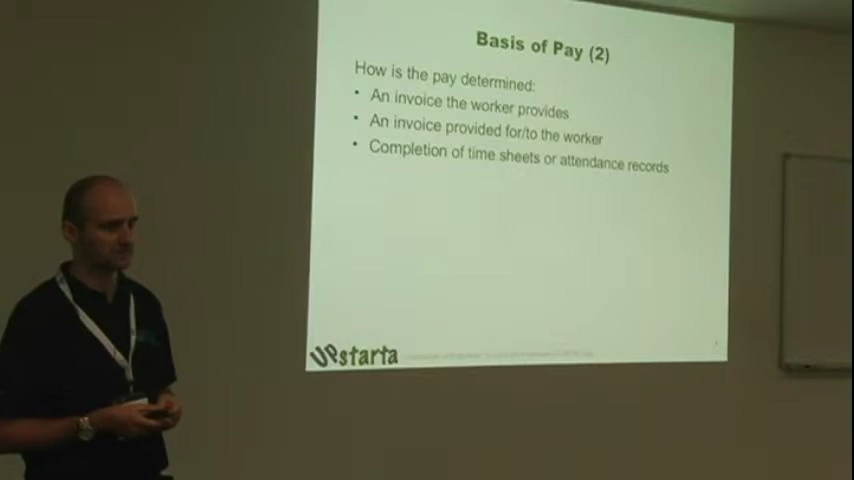 Basis of Pay (2)
How is the pay determined:
• An invoice the worker provides
• An invoice provided for/to the worker
• Completion of time sheets or attendance records
UPstarta